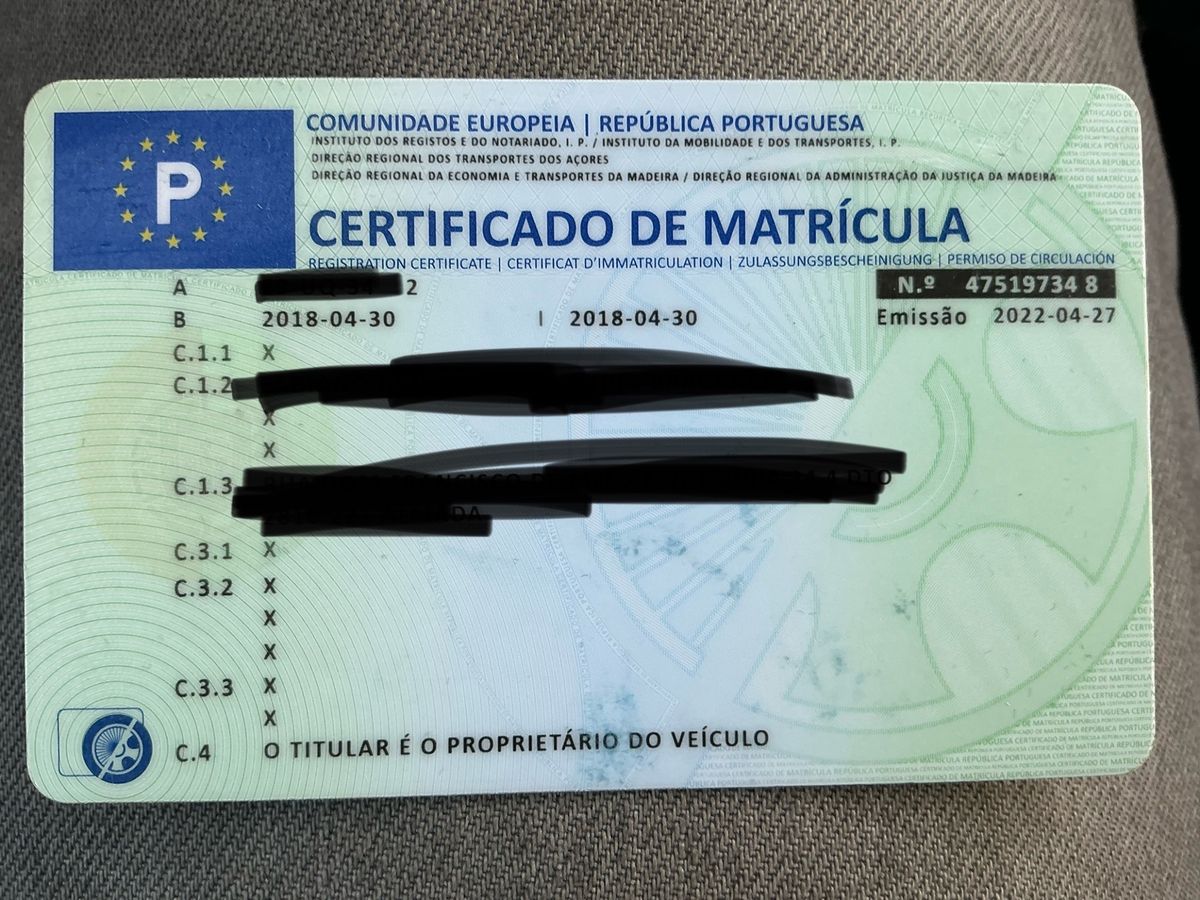 P
COMUNIDADE EUROPEIA | REPÚBLICA PORTUGUESA
INSTITUTO DOS REGISTOS E DO NOTARIADO, I. P. / INSTITUTO DA MOBILIDADE E DOS TRANSPORTES, I. P.
DIREÇÃO REGIONAL DOS TRANSPORTES DOS AÇORES
DIREÇÃO REGIONAL DA ECONOMIA E TRANSPORTES DA MADEIRA / DIREÇÃO REGIONAL DA ADMINISTRAÇÃO DA JUSTIÇA DA MADEIRA
CERTIFICADO DE MATRÍCULA
REGISTRATION CERTIFICATE | CERTIFICAT D'IMMATRICULATION | ZULASSUNGSBESCHEINIGUNG | PERMISO DE CIRCULACIÓN
A 2 N.º 47519734 8
B 2018-04-30 I 2018-04-30 Emissão 2022-04-27
C.1.1 X
C.1.2
X
X
C.1.3
C.3.1 X
C.3.2 X
X
X
C.3.3 X
X
C.4 O TITULAR É O PROPRIETÁRIO DO VEÍCULO